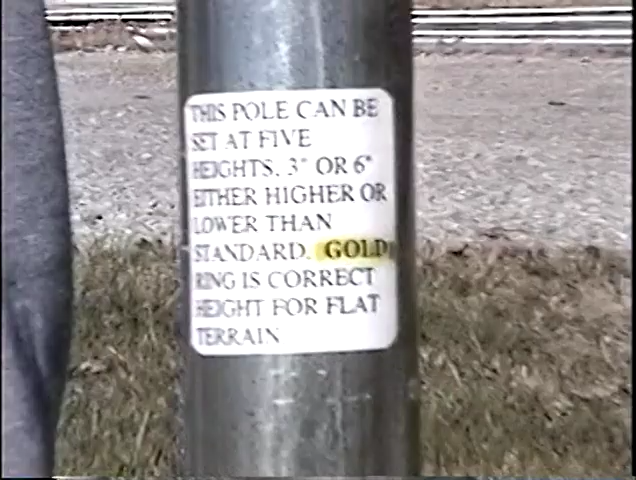 THIS POLE CAN BE
SET AT FIVE
HEIGHTS. 3" OR 6"
EITHER HIGHER OR
LOWER THAN
STANDARD. GOLD
RING IS CORRECT
HEIGHT FOR FLAT
TERRAIN